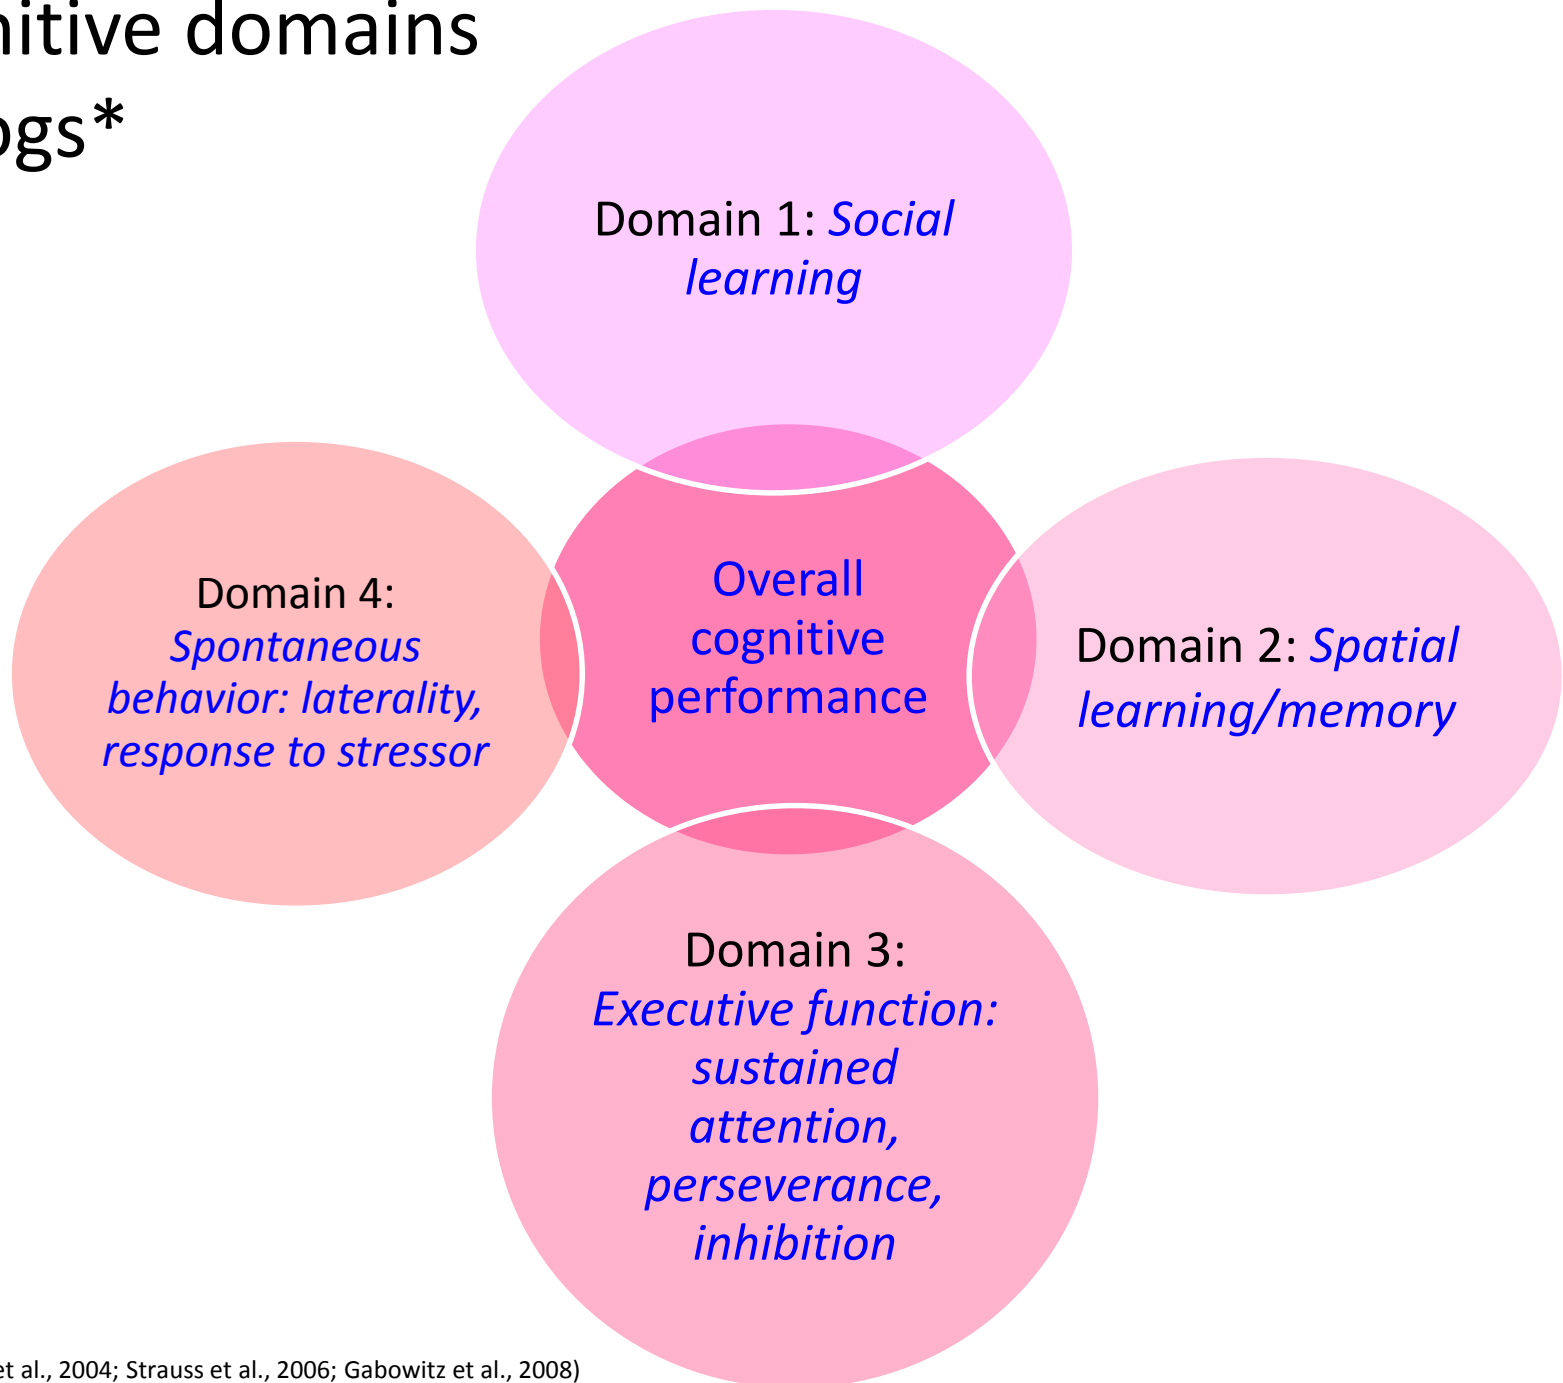 nitive domains
ogs*
Domain 1: Social
learning
Overall
cognitive
performance
Domain 4:
Spontaneous
behavior: laterality,
response to stressor
Domain 2: Spatial
learning/memory
Domain 3:
Executive function:
sustained
attention,
perseverance,
inhibition
et al., 2004; Strauss et al., 2006; Gabowitz et al., 2008)